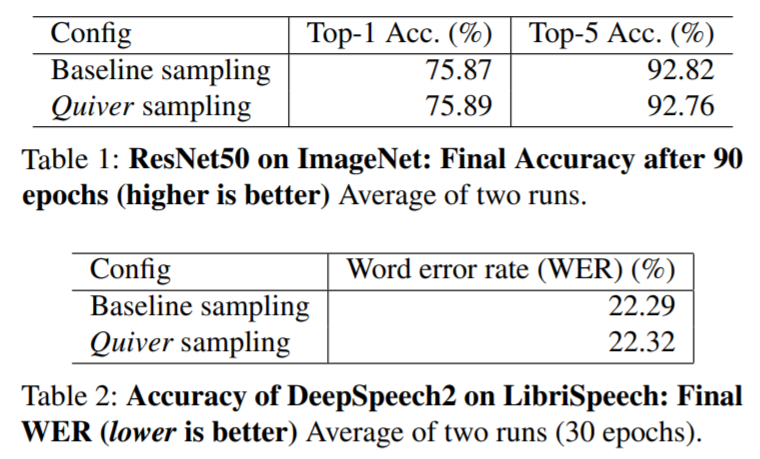 Config Top-1 Acc. (%) Top-5 Acc. (%)
Baseline sampling 75.87 92.82
Quiver sampling 75.89 92.76
Table 1: ResNet50 on ImageNet: Final Accuracy after 90
epochs (higher is better) Average of two runs.
Config Word error rate (WER) (%)
Baseline sampling 22.29
Quiver sampling 22.32
Table 2: Accuracy of DeepSpeech2 on LibriSpeech: Final
WER (lower is better) Average of two runs (30 epochs).